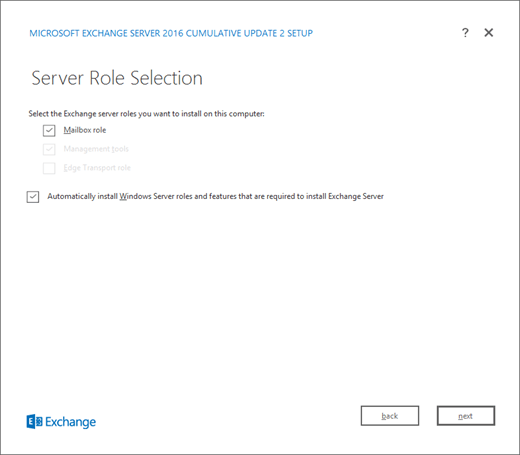 MICROSOFT EXCHANGE SERVER 2016 CUMULATIVE UPDATE 2 SETUP
? ✕
Server Role Selection
Select the Exchange server roles you want to install on this computer:
Mailbox role
Management tools
Edge Transport role
Automatically install Windows Server roles and features that are required to install Exchange Server
E Exchange
back
next